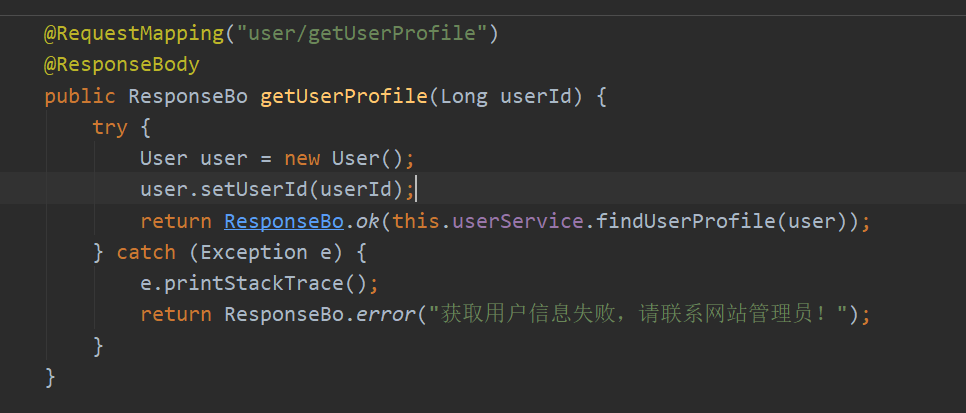 @RequestMapping("user/getUserProfile")
@ResponseBody
public ResponseBo getUserProfile(Long userId) {
try {
User user = new User();
user.setUserId(userId);
return ResponseBo.ok(this.userService.findUserProfile(user));
} catch (Exception e) {
e.printStackTrace();
return ResponseBo.error("获取用户信息失败，请联系网站管理员！");
}
}